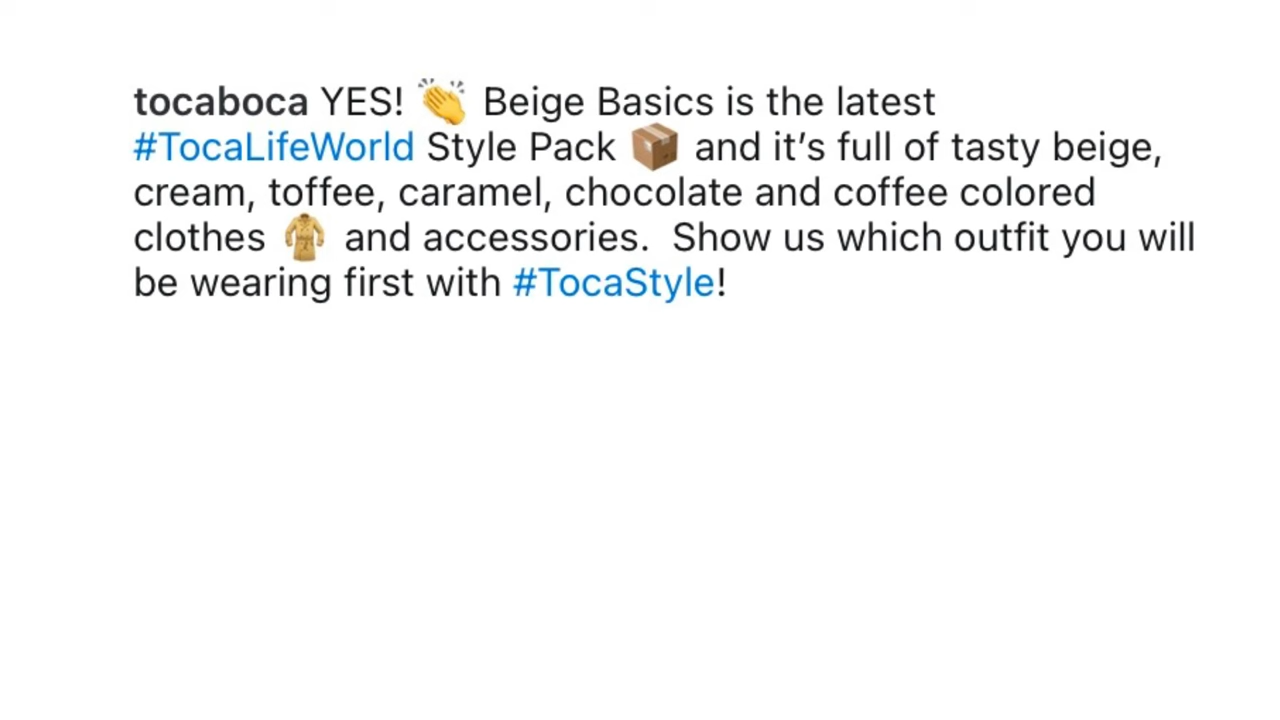 tocaboca YES! 👏 Beige Basics is the latest
#TocaLifeWorld Style Pack 📦 and it’s full of tasty beige,
cream, toffee, caramel, chocolate and coffee colored
clothes 🧥 and accessories.  Show us which outfit you will
be wearing first with #TocaStyle!